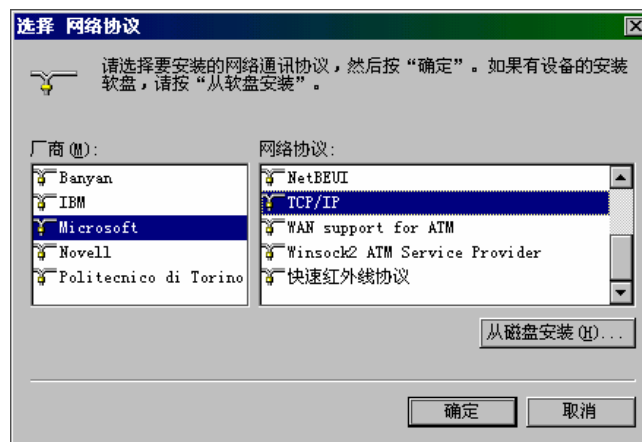 选择 网络协议
请选择要安装的网络通讯协议，然后按“确定”。如果有设备的安装
软盘，请按“从软盘安装”。
厂商(M):
Banyan
IBM
Microsoft
Novell
Politecnico di Torino
网络协议:
NetBEUI
TCP/IP
WAN support for ATM
Winsock2 ATM Service Provider
快速红外线协议
从磁盘安装(H)...
确定
取消